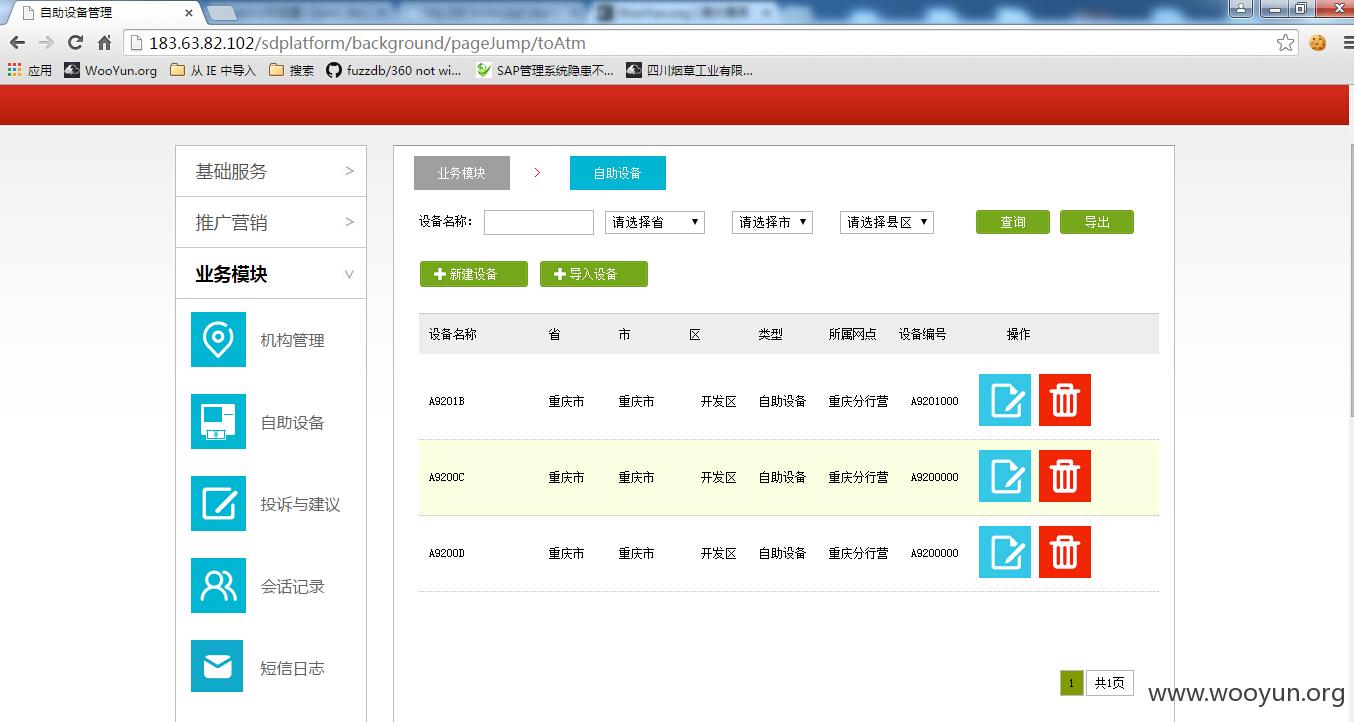 自助设备管理
183.63.82.102/sdplatform/background/pageJump/toAtm
应用 WooYun.org 从 IE 中导入 搜索 fuzzdb/360 not wi... SAP管理系统隐患不... 四川烟草工业有限...
基础服务 >
推广营销 >
业务模块
机构管理
自助设备
投诉与建议
会话记录
短信日志
业务模块 > 自助设备
设备名称: 请选择省 请选择市 请选择县区 查询 导出
新建设备 导入设备
设备名称 省 市 区 类型 所属网点 设备编号 操作
A9201B 重庆市 重庆市 开发区 自助设备 重庆分行营 A9201000
A9200C 重庆市 重庆市 开发区 自助设备 重庆分行营 A9200000
A9200D 重庆市 重庆市 开发区 自助设备 重庆分行营 A9200000
1 共1页
www.wooyun.org